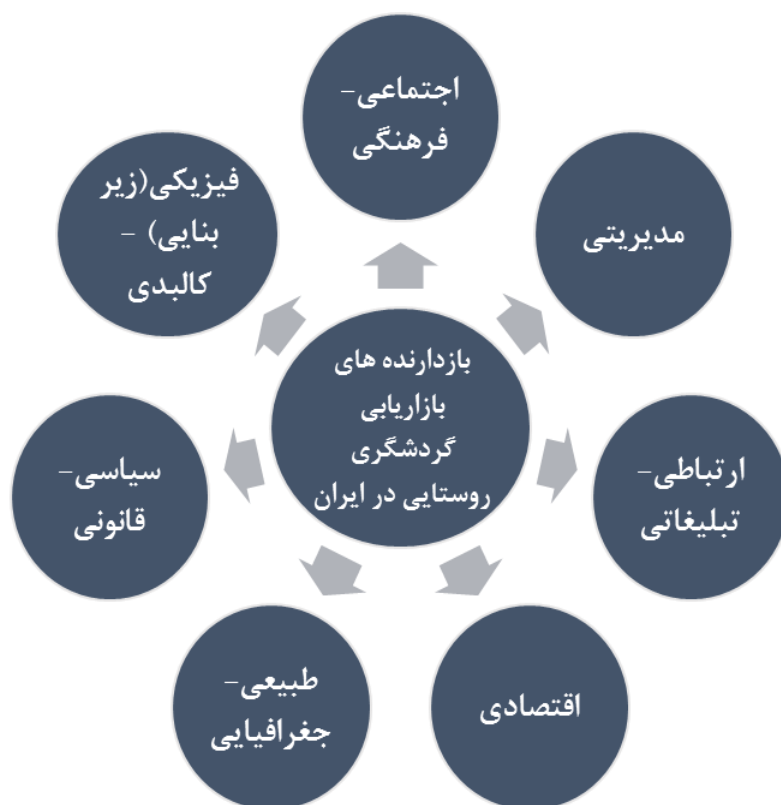 اجتماعی-
فرهنگی
مدیریتی
ارتباطی-
تبلیغاتی
اقتصادی
طبیعی-
جغرافیایی
سیاسی-
قانونی
فیزیکی(زیر
بنایی) -
کالبدی
بازدارنده های
بازاریابی
گردشگری
روستایی در ایران